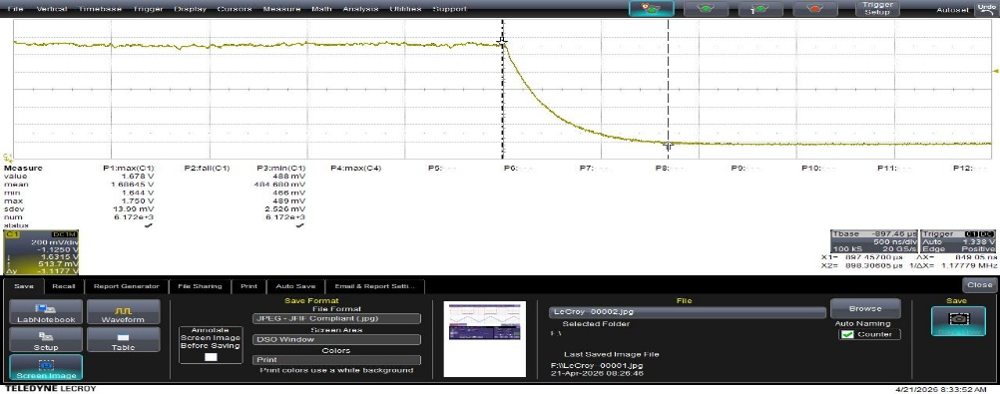 File Vertical Timebase Trigger Display Cursors Measure Math Analysis Utilities Support Trigger Setup Autoset Undo
C1
Measure P1:max(C1) P2:fall(C1) P3:min(C1) P4:max(C4) P5:- - - P6:- - - P7:- - - P8:- - - P9:- - - P10:- - - P11:- - - P12:- - -
value 1.678 V 488 mV
mean 1.68645 V 484.680 mV
min 1.644 V 466 mV
max 1.750 V 489 mV
sdev 13.99 mV 2.526 mV
num 6.172e+3 6.172e+3
status
C1 DC1M
200 mV/div
-1.1250 V
1.6315 V
513.7 mV
Δy -1.1177 V
Tbase -897.46 µs
500 ns/div
100 kS 20 GS/s
Trigger C1 DC
Auto 1.338 V
Edge Positive
X1= 897.45700 µs ΔX= 849.05 ns
X2= 898.30605 µs 1/ΔX= 1.17779 MHz
Save Recall Report Generator File Sharing Print Auto Save Email & Report Setti... Close
LabNotebook
Waveform
Setup
Table
Screen Image
Annotate
Screen Image
Before Saving
Save Format
File Format
JPEG - JFIF Compliant (.jpg)
Screen Area
DSO Window
Colors
Print
Print colors use a white background
File
LeCroy--00002.jpg
Selected Folder
F:\
Last Saved Image File
F:\\LeCroy--00001.jpg
21-Apr-2026 08:26:46
Browse
Auto Naming
Counter
Save
TELEDYNE LECROY 4/21/2026 8:33:52 AM